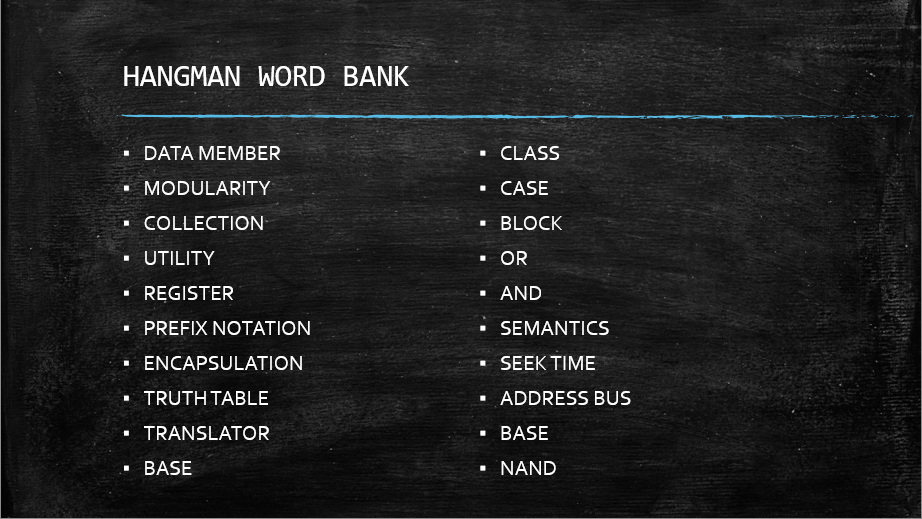 HANGMAN WORD BANK
▪ DATA MEMBER
▪ MODULARITY
▪ COLLECTION
▪ UTILITY
▪ REGISTER
▪ PREFIX NOTATION
▪ ENCAPSULATION
▪ TRUTH TABLE
▪ TRANSLATOR
▪ BASE
▪ CLASS
▪ CASE
▪ BLOCK
▪ OR
▪ AND
▪ SEMANTICS
▪ SEEK TIME
▪ ADDRESS BUS
▪ BASE
▪ NAND